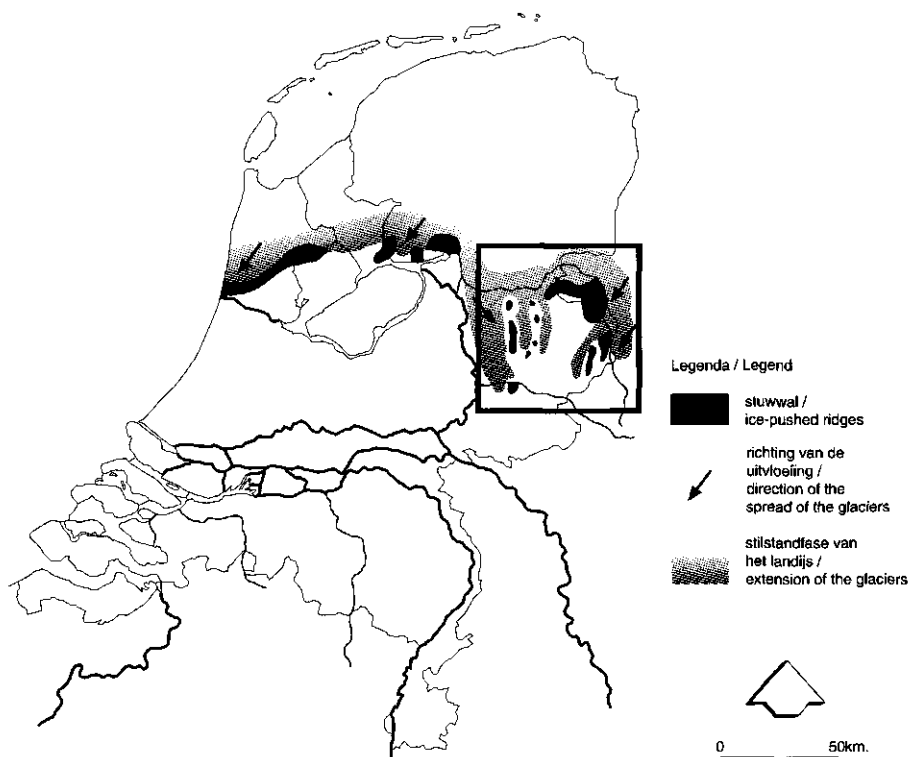 Legenda / Legend
stuwwal /
ice-pushed ridges
richting van de
uitvloeiing /
direction of the
spread of the glaciers
stilstandfase van
het landijs /
extension of the glaciers
0 50km.